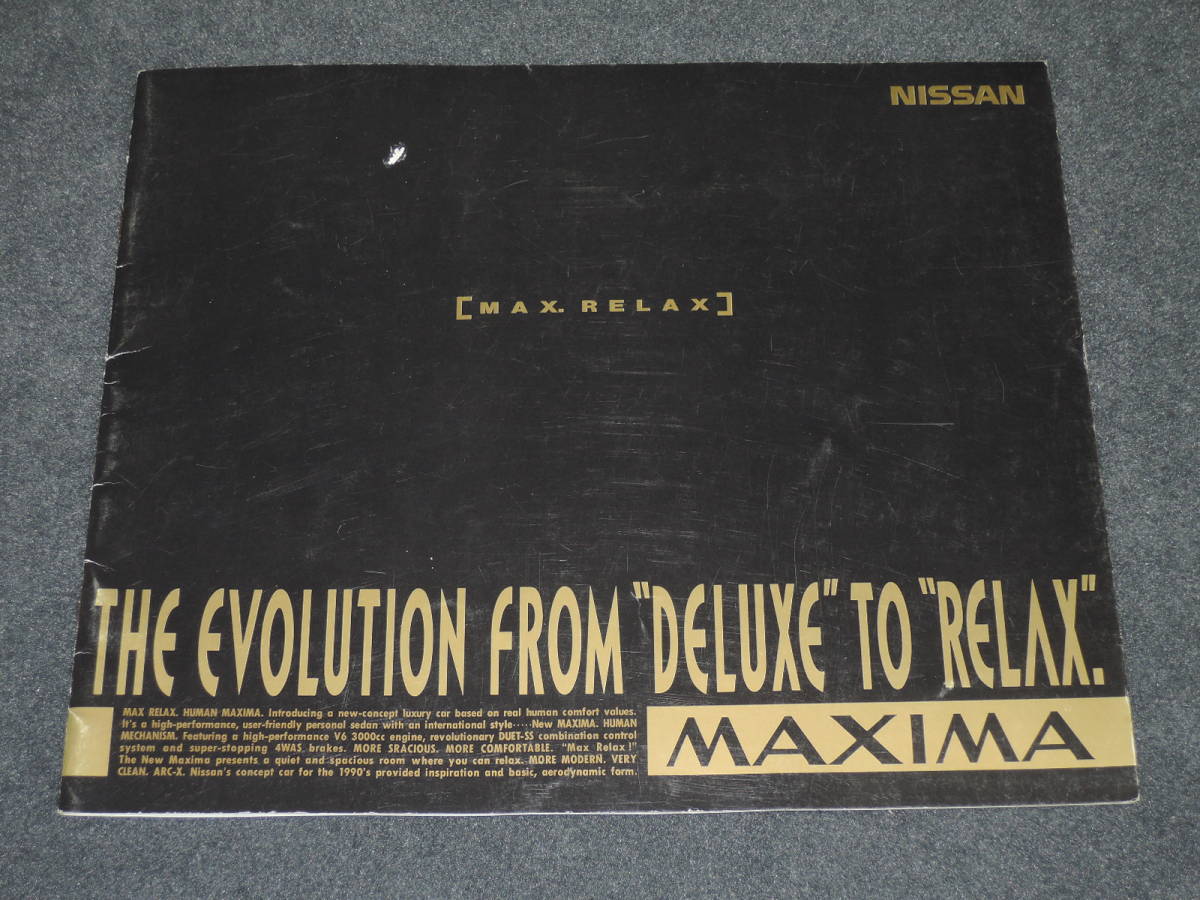 NISSAN
[MAX. RELAX]
THE EVOLUTION FROM "DELUXE" TO "RELAX".
MAX RELAX. HUMAN MAXIMA. Introducing a new-concept luxury car based on real human comfort values.
It's a high-performance, user-friendly personal sedan with an international style·····New MAXIMA. HUMAN
MECHANISM. Featuring a high-performance V6 3000cc engine, revolutionary DUET-SS combination control
system and super-stopping 4WAS brakes. MORE SRACIOUS. MORE COMFORTABLE. "Max Relax!"
The New Maxima presents a quiet and spacious room where you can relax. MORE MODERN. VERY
CLEAN. ARC-X. Nissan's concept car for the 1990's provided inspiration and basic, aerodynamic form.
MAXIMA